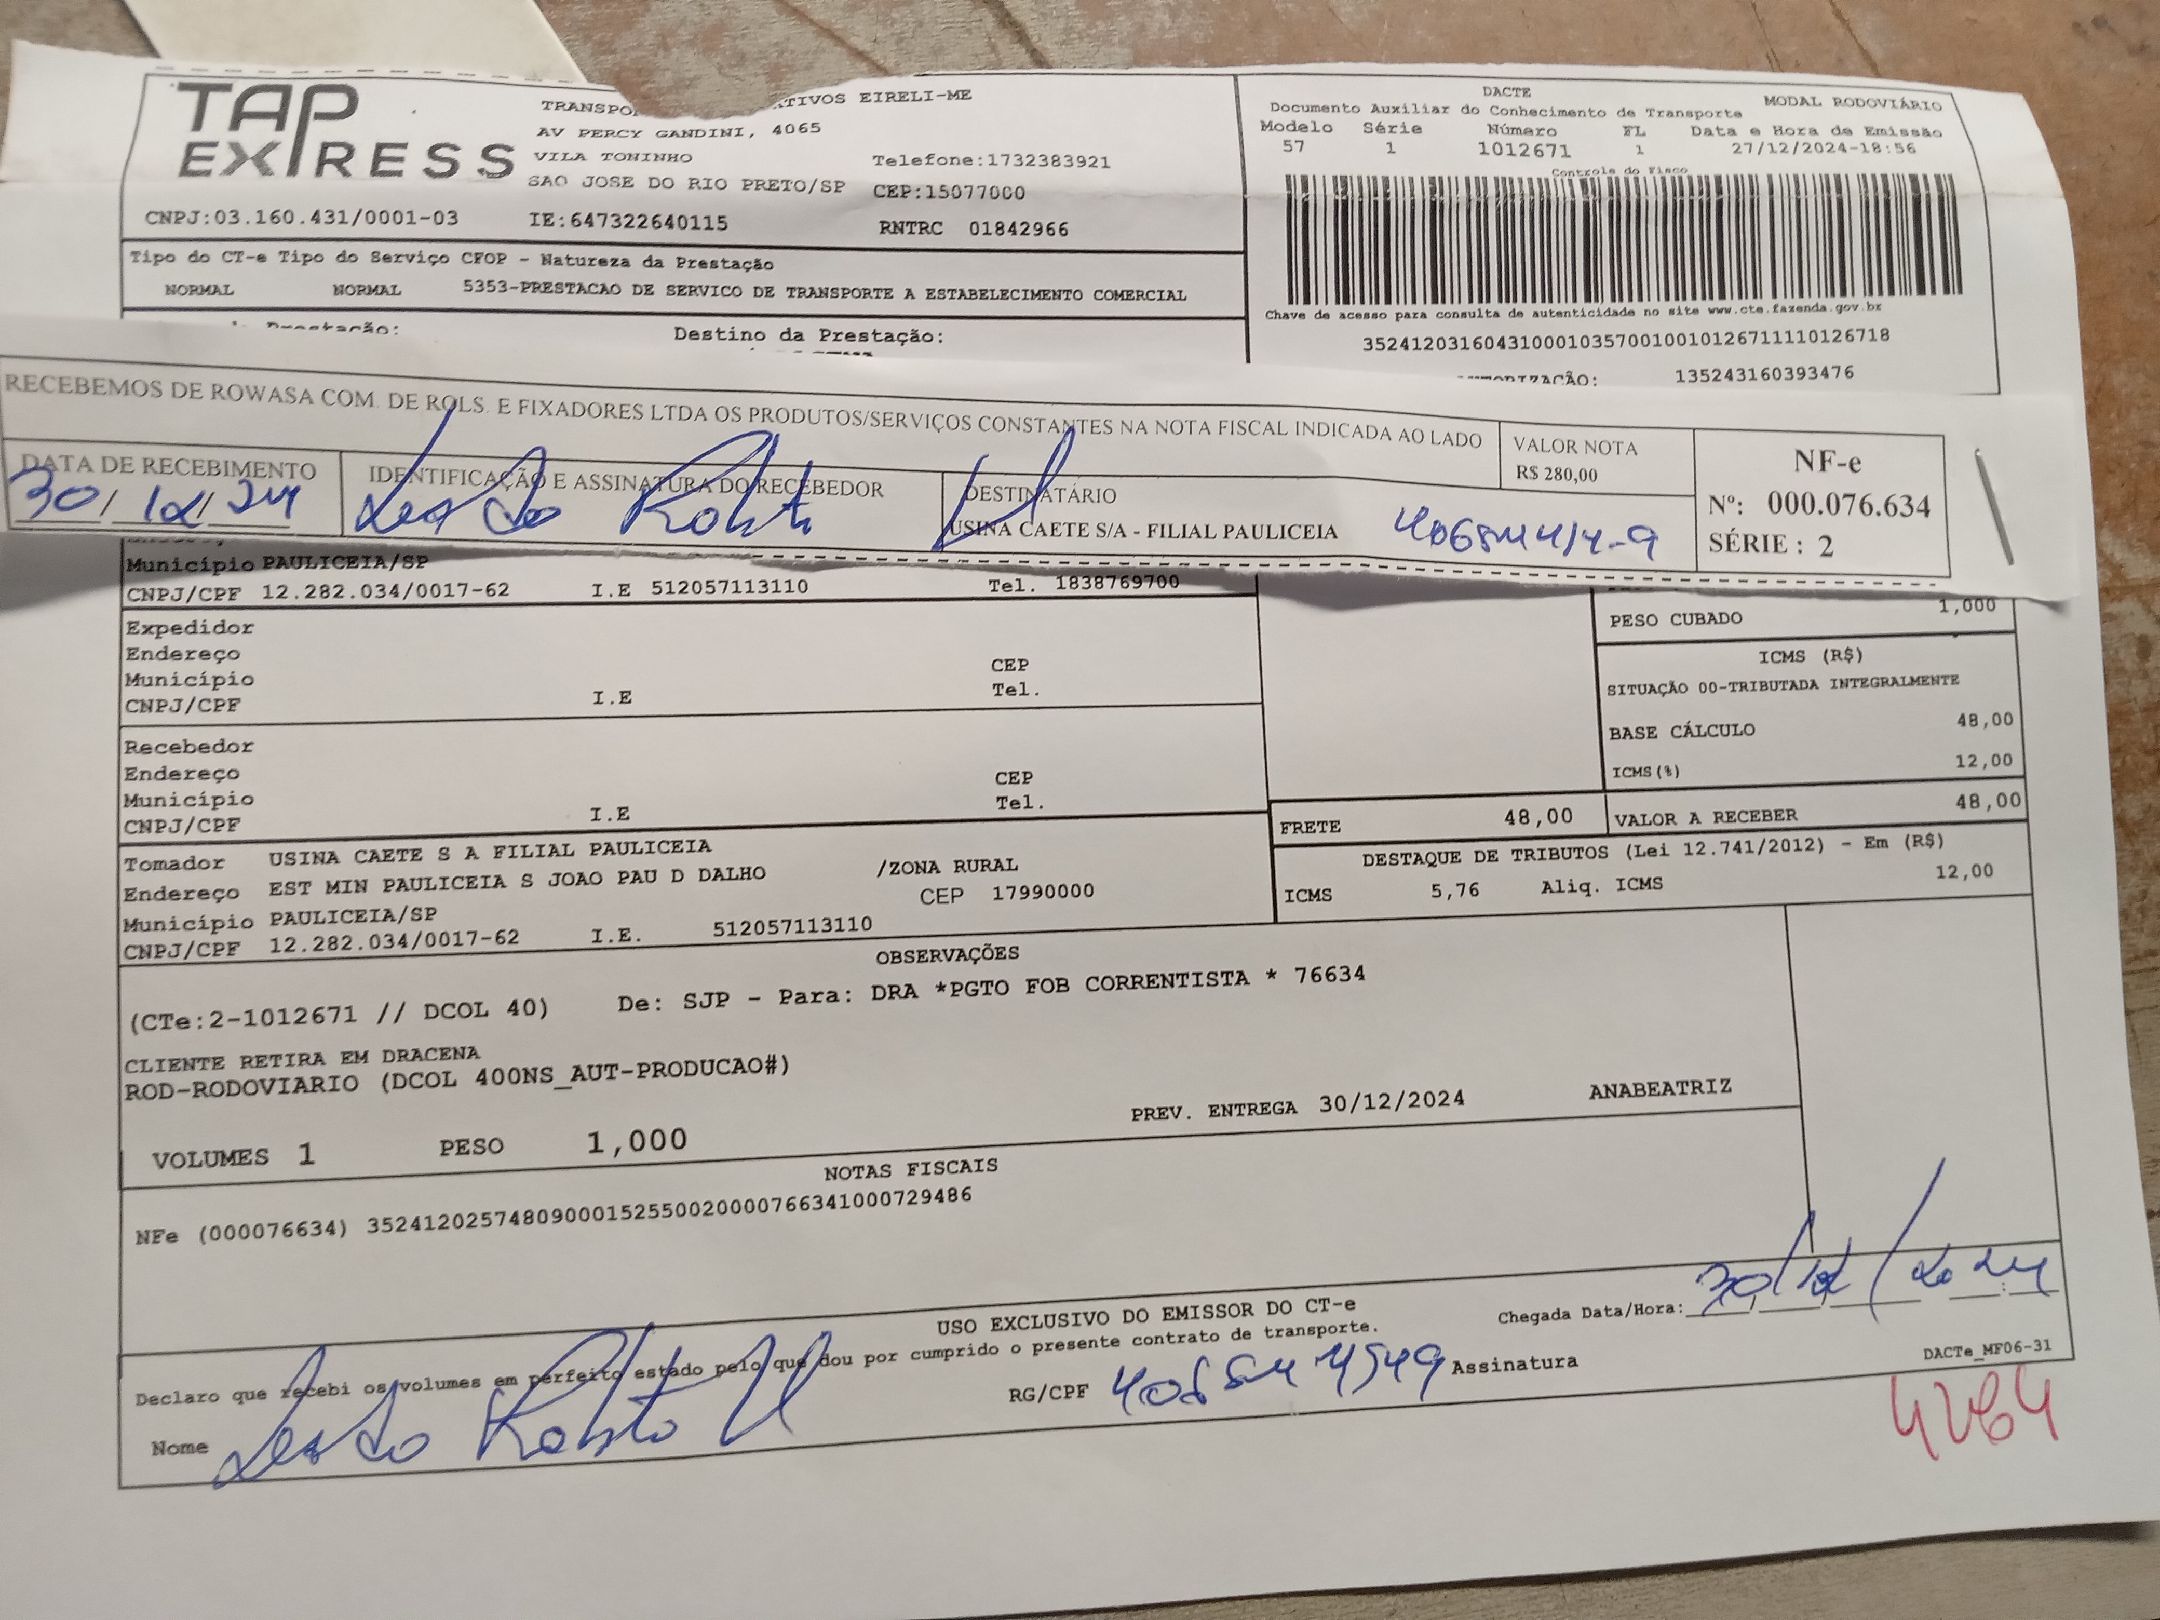 TAP EXPRESS
AV PERCY GANDINI, 4065
VILA TONINHO
SAO JOSE DO RIO PRETO/SP
EIRELI-ME
Telefone:1732383921
CEP:15077000
CNPJ:03.160.431/0001-03 IE:647322640115 RNTRC 01842966
DACTE
Documento Auxiliar do Conhecimento de Transporte MODAL RODOVIÁRIO
Modelo Série Número FL Data e Hora de Emissão
57 1 1012671 1 27/12/2024-18:56
Controle do Fisco
Chave de acesso para consulta de autenticidade no site www.cte.fazenda.gov.br
35241203160431000103570010010126711110126718
135243160393476
Tipo do CT-e Tipo do Serviço CFOP - Natureza da Prestação
NORMAL NORMAL 5353-PRESTACAO DE SERVICO DE TRANSPORTE A ESTABELECIMENTO COMERCIAL
Prestação: Destino da Prestação:
RECEBEMOS DE ROWASA COM. DE ROLS. E FIXADORES LTDA OS PRODUTOS/SERVIÇOS CONSTANTES NA NOTA FISCAL INDICADA AO LADO
VALOR NOTA
R$ 280,00
NF-e
Nº: 000.076.634
SÉRIE : 2
DATA DE RECEBIMENTO
30/12/24
IDENTIFICAÇÃO E ASSINATURA DO RECEBEDOR
DESTINATÁRIO
USINA CAETE S/A - FILIAL PAULICEIA
Município PAULICEIA/SP
CNPJ/CPF 12.282.034/0017-62 I.E 512057113110 Tel. 1838769700
Expedidor
Endereço
Município CEP
CNPJ/CPF I.E Tel.
Recebedor
Endereço
Município CEP
CNPJ/CPF I.E Tel.
1,000
PESO CUBADO
ICMS (R$)
SITUAÇÃO 00-TRIBUTADA INTEGRALMENTE
BASE CÁLCULO 48,00
ICMS(%) 12,00
FRETE 48,00 VALOR A RECEBER 48,00
DESTAQUE DE TRIBUTOS (Lei 12.741/2012) - Em (R$)
ICMS 5,76 Aliq. ICMS 12,00
Tomador USINA CAETE S A FILIAL PAULICEIA
Endereço EST MIN PAULICEIA S JOAO PAU D DALHO /ZONA RURAL
Município PAULICEIA/SP CEP 17990000
CNPJ/CPF 12.282.034/0017-62 I.E. 512057113110
OBSERVAÇÕES
(CTe:2-1012671 // DCOL 40) De: SJP - Para: DRA *PGTO FOB CORRENTISTA * 76634
CLIENTE RETIRA EM DRACENA
ROD-RODOVIARIO (DCOL 400NS_AUT-PRODUCAO#)
PREV. ENTREGA 30/12/2024 ANABEATRIZ
VOLUMES 1 PESO 1,000
NOTAS FISCAIS
NFe (000076634) 35241202574809000152550020000766341000729486
USO EXCLUSIVO DO EMISSOR DO CT-e
Chegada Data/Hora: 30/12/2024
Declaro que recebi os volumes em perfeito estado pelo que dou por cumprido o presente contrato de transporte.
Nome
RG/CPF
Assinatura
DACTe_MF06-31